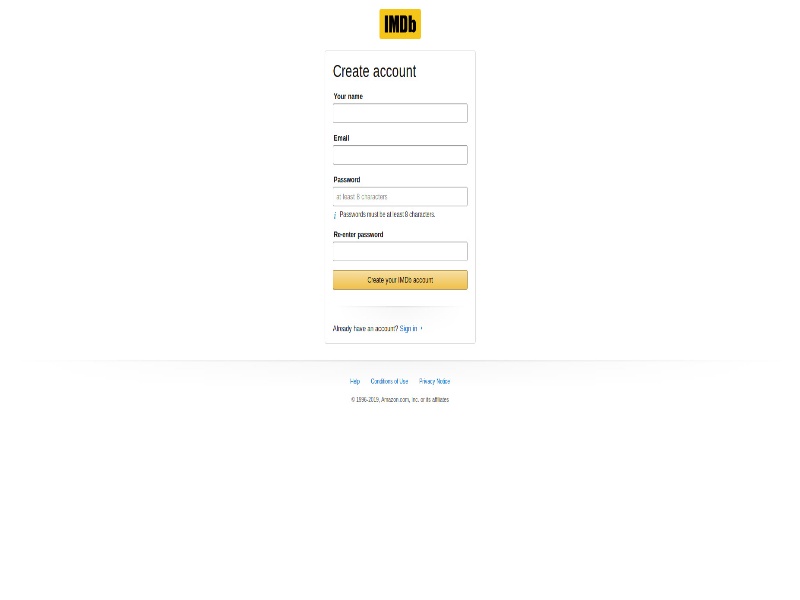 IMDb
Create account
Your name
Email
Password
at least 8 characters
i Passwords must be at least 8 characters.
Re-enter password
Create your IMDb account
Already have an account? Sign in
Help Conditions of Use Privacy Notice
© 1996-2019, Amazon.com, Inc. or its affiliates